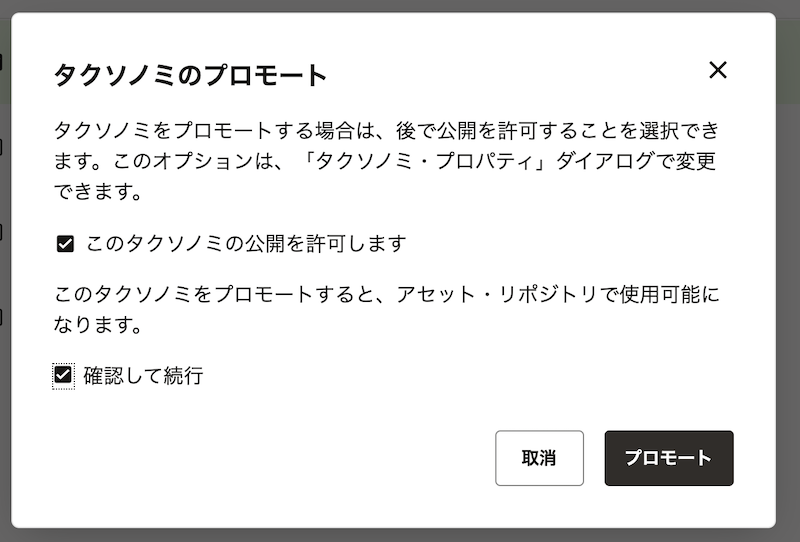 タクソノミのプロモート
タクソノミをプロモートする場合は、後で公開を許可することを選択でき
ます。このオプションは、「タクソノミ・プロパティ」ダイアログで変更
できます。
このタクソノミの公開を許可します
このタクソノミをプロモートすると、アセット・リポジトリで使用可能に
なります。
確認して続行
取消
プロモート